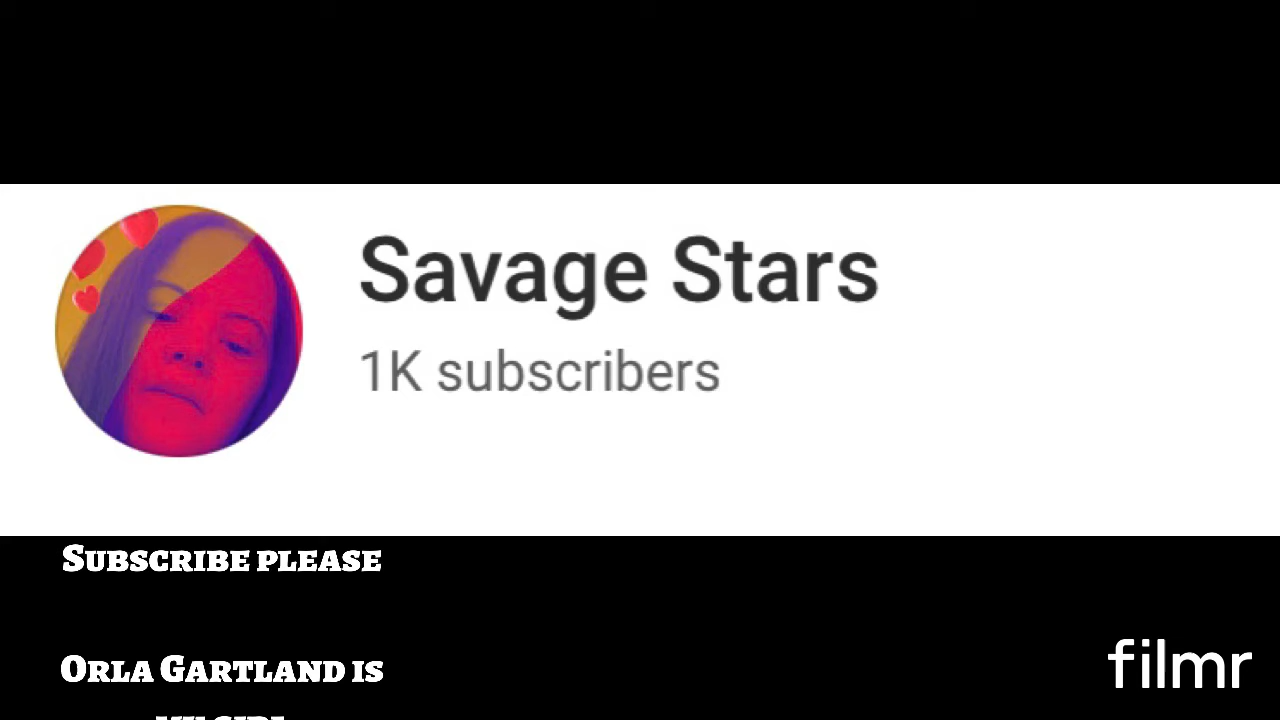 Savage Stars
1K subscribers
Subscribe please
Orla Gartland is
filmr